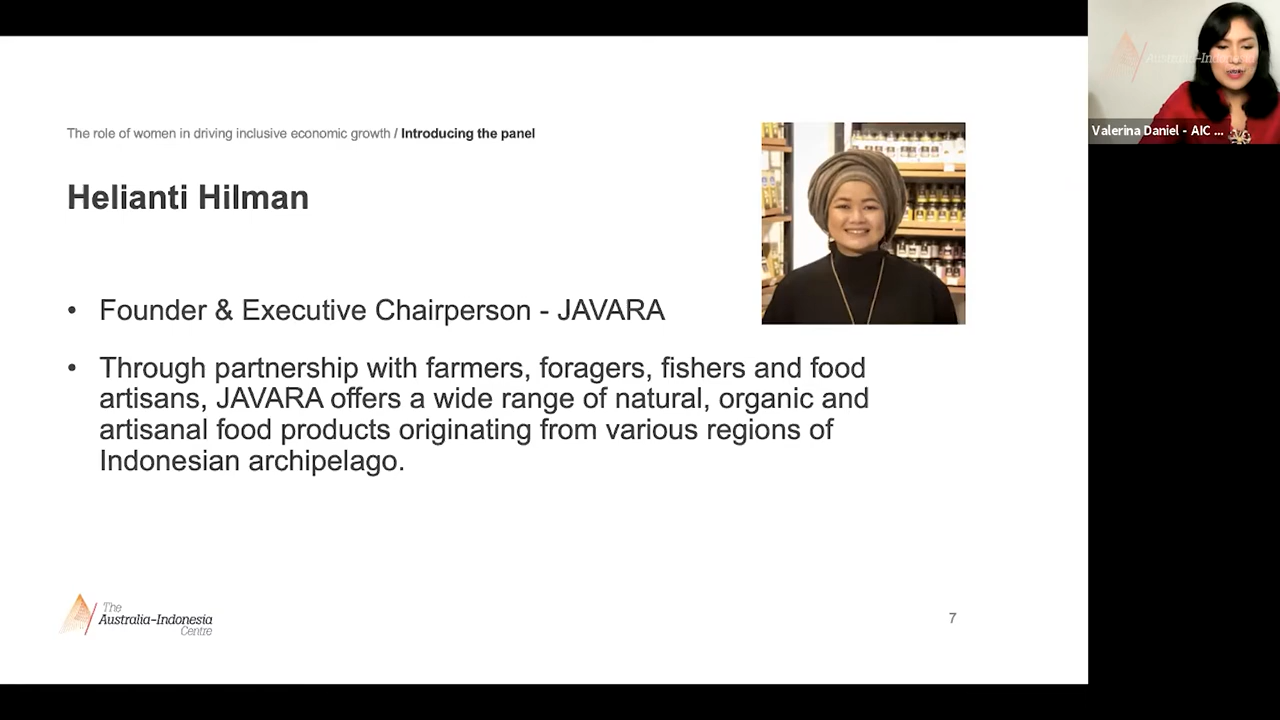 The role of women in driving inclusive economic growth / Introducing the panel
Helianti Hilman
• Founder & Executive Chairperson - JAVARA
• Through partnership with farmers, foragers, fishers and food
artisans, JAVARA offers a wide range of natural, organic and
artisanal food products originating from various regions of
Indonesian archipelago.
The
Australia-Indonesia
Centre
7
Australia-Indonesia
Valerina Daniel - AIC ...